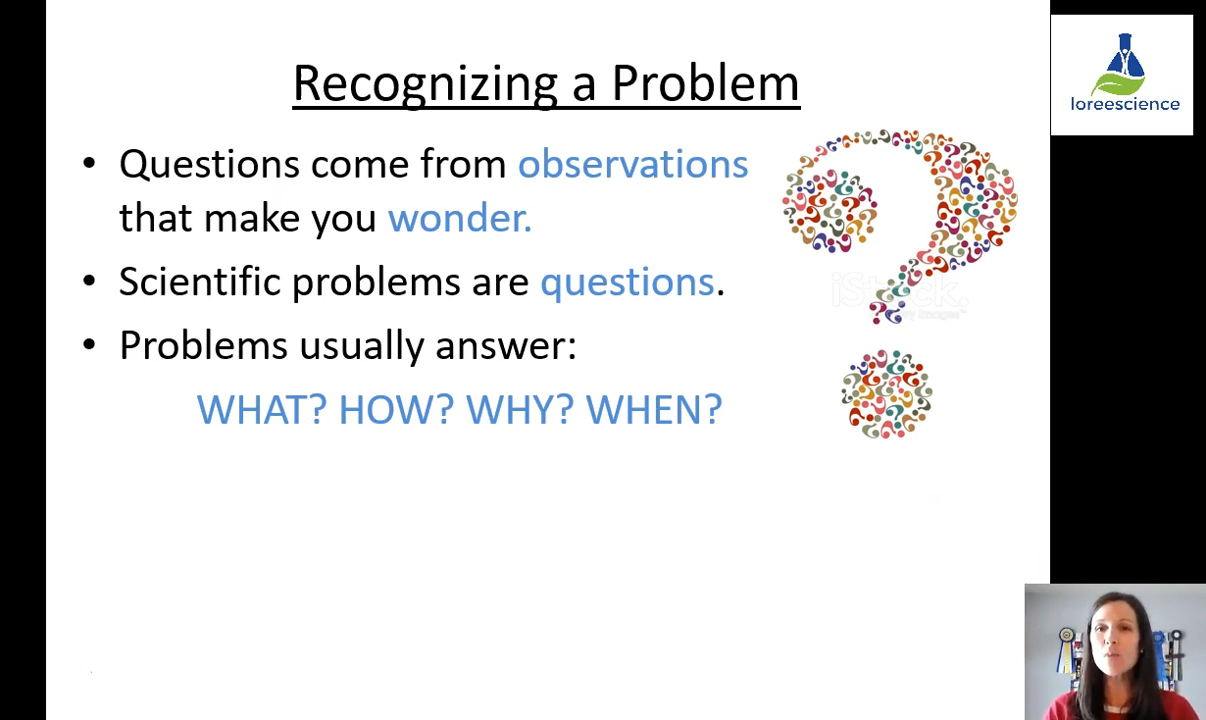 Recognizing a Problem
loreescience
• Questions come from observations
that make you wonder.
• Scientific problems are questions.
• Problems usually answer:
WHAT? HOW? WHY? WHEN?
iStock.